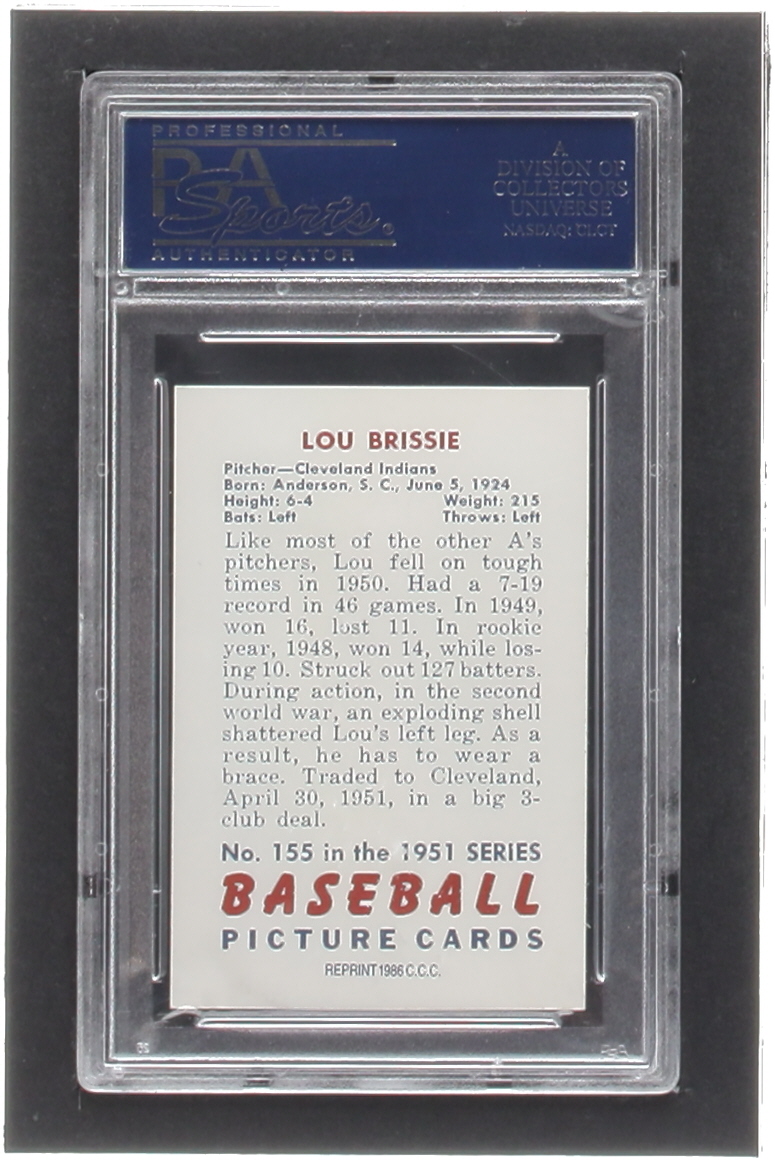 PROFESSIONAL
PSA
Sports.
AUTHENTICATOR
A
DIVISION OF
COLLECTORS
UNIVERSE
NASDAQ: CLCT
LOU BRISSIE
Pitcher—Cleveland Indians
Born: Anderson, S. C., June 5, 1924
Height: 6-4 Weight: 215
Bats: Left Throws: Left
Like most of the other A's
pitchers, Lou fell on tough
times in 1950. Had a 7-19
record in 46 games. In 1949,
won 16, lost 11. In rookie
year, 1948, won 14, while los-
ing 10. Struck out 127 batters.
During action, in the second
world war, an exploding shell
shattered Lou's left leg. As a
result, he has to wear a
brace. Traded to Cleveland,
April 30, 1951, in a big 3-
club deal.
No. 155 in the 1951 SERIES
BASEBALL
PICTURE CARDS
REPRINT 1986 C.C.C.
PSA